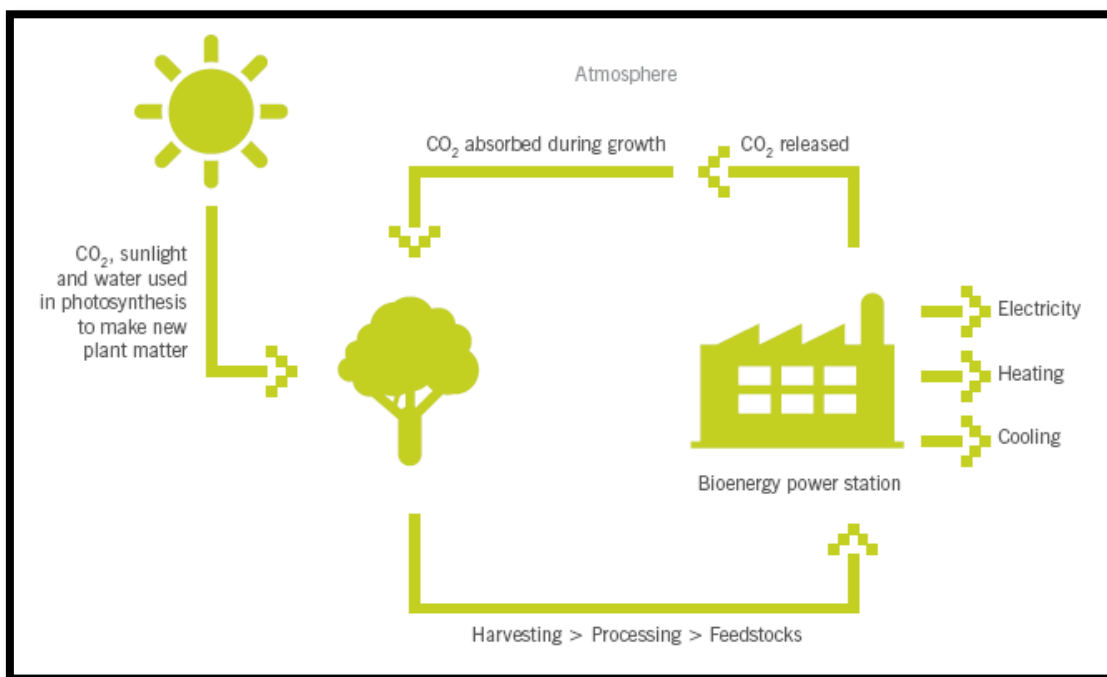 Atmosphere
CO₂ absorbed during growth
CO₂ released
CO₂, sunlight
and water used
in photosynthesis
to make new
plant matter
Electricity
Heating
Cooling
Bioenergy power station
Harvesting > Processing > Feedstocks